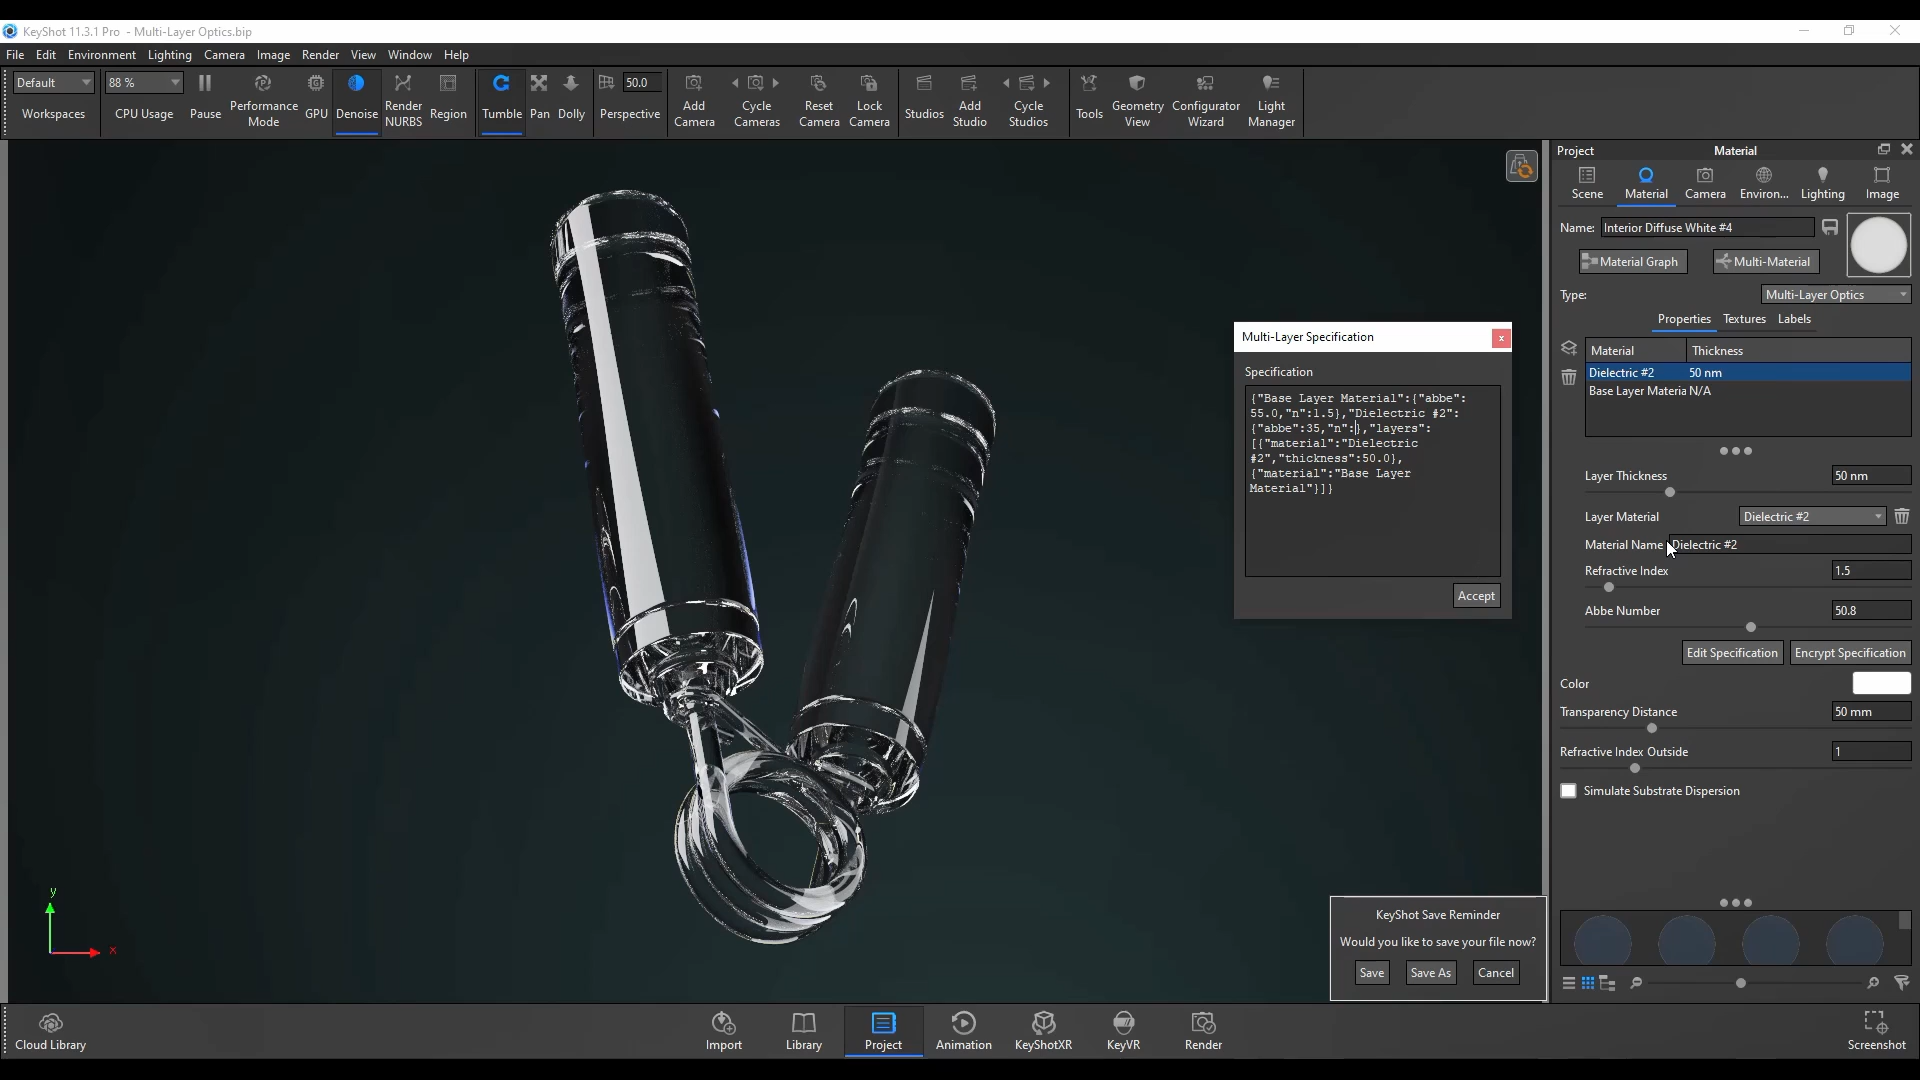 KeyShot 11.3.1 Pro - Multi-Layer Optics.bip
File Edit Environment Lighting Camera Image Render View Window Help
Default
88 %
50.0
Workspaces
CPU Usage
Pause
Performance Mode
GPU
Denoise
Render NURBS
Region
Tumble
Pan
Dolly
Perspective
Add Camera
Cycle Cameras
Reset Camera
Lock Camera
Studios
Add Studio
Cycle Studios
Tools
Geometry View
Configurator Wizard
Light Manager
Project
Material
Scene Material Camera Environ... Lighting Image
Name: Interior Diffuse White #4
Material Graph
Multi-Material
Type: Multi-Layer Optics
Properties Textures Labels
Material Thickness
Dielectric #2 50 nm
Base Layer Materia N/A
Layer Thickness 50 nm
Layer Material Dielectric #2
Material Name Dielectric #2
Refractive Index 1.5
Abbe Number 50.8
Edit Specification Encrypt Specification
Color
Transparency Distance 50 mm
Refractive Index Outside 1
Simulate Substrate Dispersion
Multi-Layer Specification
x
Specification
{"Base Layer Material":{"abbe":
55.0,"n":1.5},"Dielectric #2":
{"abbe":35,"n":},"layers":
[{"material":"Dielectric
#2","thickness":50.0},
{"material":"Base Layer
Material"}]}
Accept
KeyShot Save Reminder
Would you like to save your file now?
Save Save As Cancel
y
x
Cloud Library
Import
Library
Project
Animation
KeyShotXR
KeyVR
Render
Screenshot